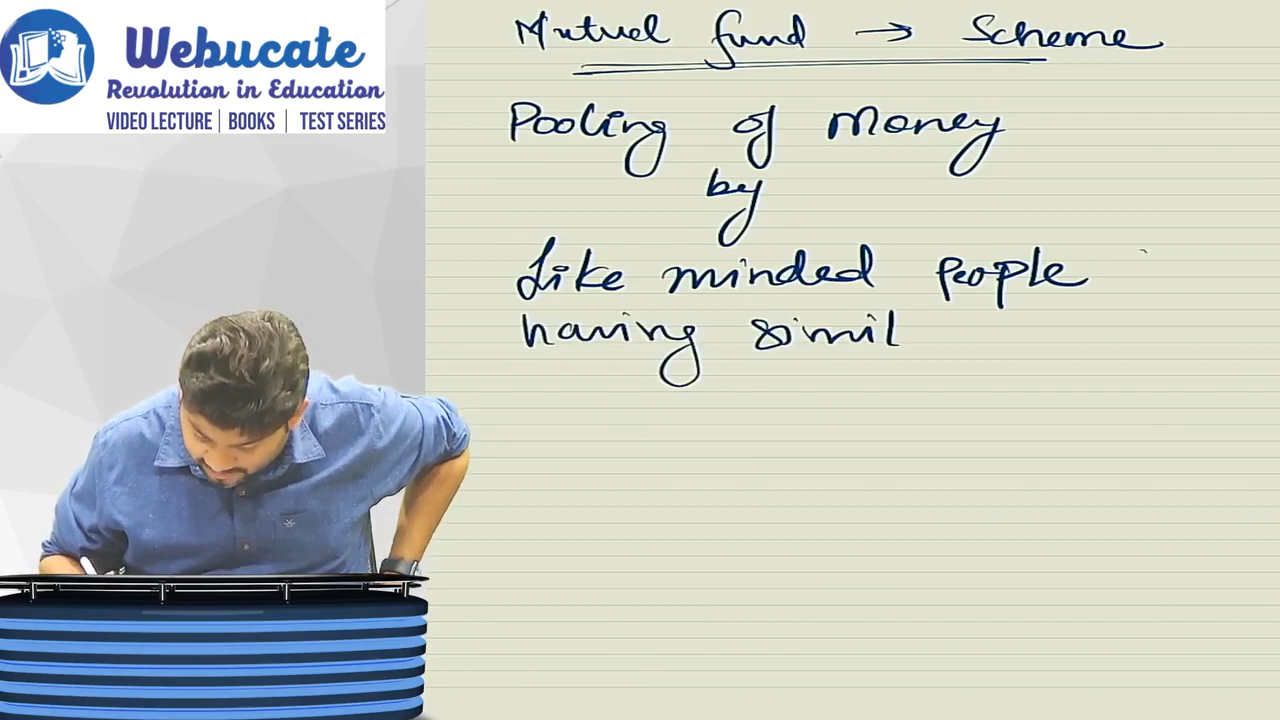 Webucate
Revolution in Education
VIDEO LECTURE | BOOKS | TEST SERIES
Mutual fund → Scheme
Pooling of Money
by
Like minded people
having simil